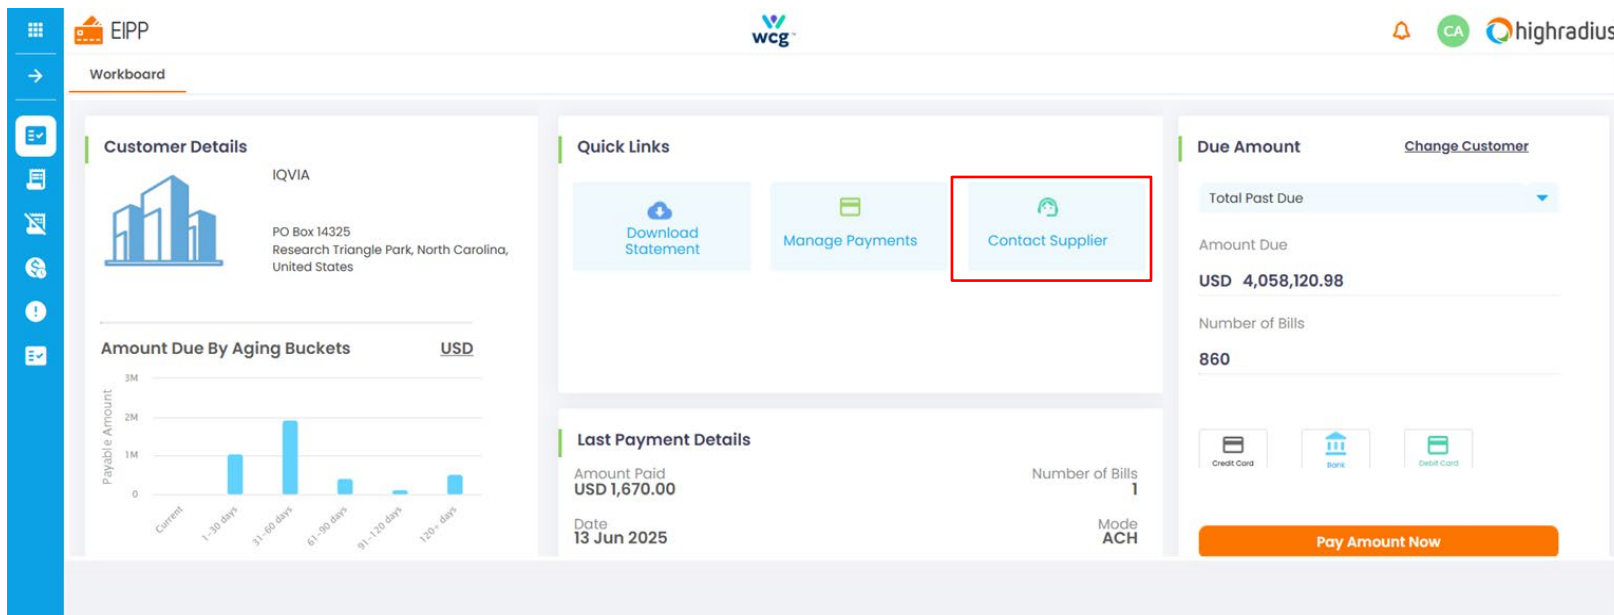 EIPP
wcg
CA
highradius
Workboard
Customer Details
IQVIA
PO Box 14325
Research Triangle Park, North Carolina,
United States
Amount Due By Aging Buckets USD
Payable Amount
3M
2M
1M
0
Current
1-30 days
31-60 days
61-90 days
91-120 days
120+ days
Quick Links
Download
Statement
Manage Payments
Contact Supplier
Last Payment Details
Amount Paid Number of Bills
USD 1,670.00 1
Date Mode
13 Jun 2025 ACH
Due Amount Change Customer
Total Past Due
Amount Due
USD 4,058,120.98
Number of Bills
860
Credit Card
Bank
Debit Card
Pay Amount Now